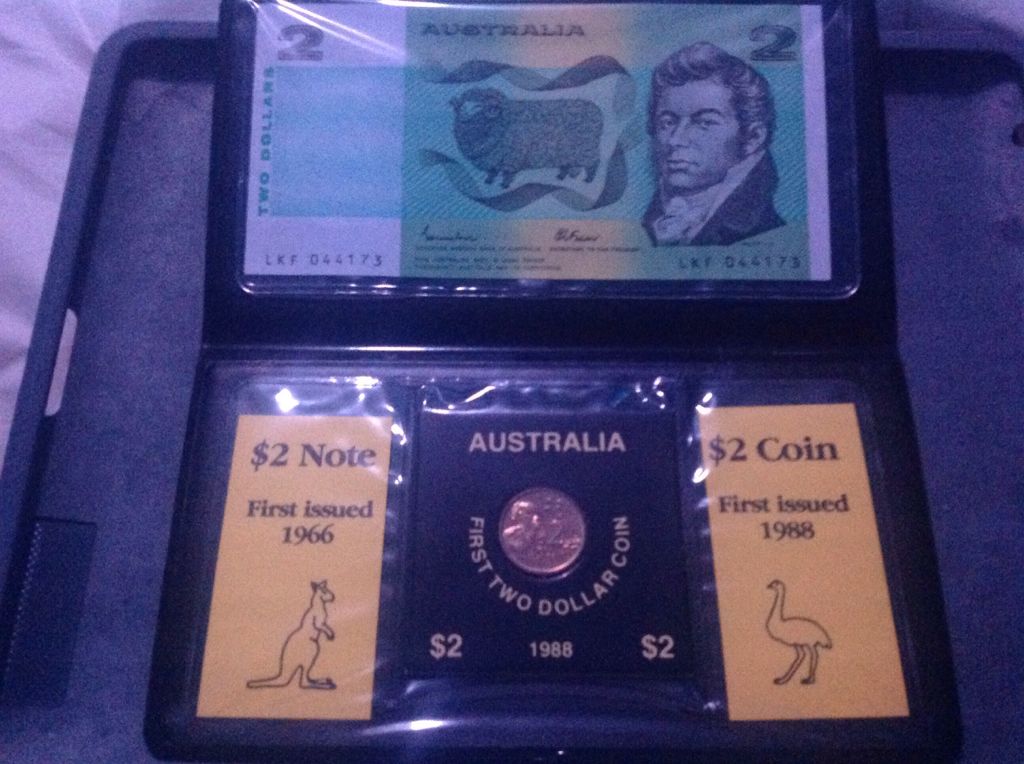 2 AUSTRALIA 2
TWO DOLLARS
LKF 044173 LKF 044173
$2 Note
First issued
1966
AUSTRALIA
FIRST TWO DOLLAR COIN
$2 1988 $2
$2 Coin
First issued
1988